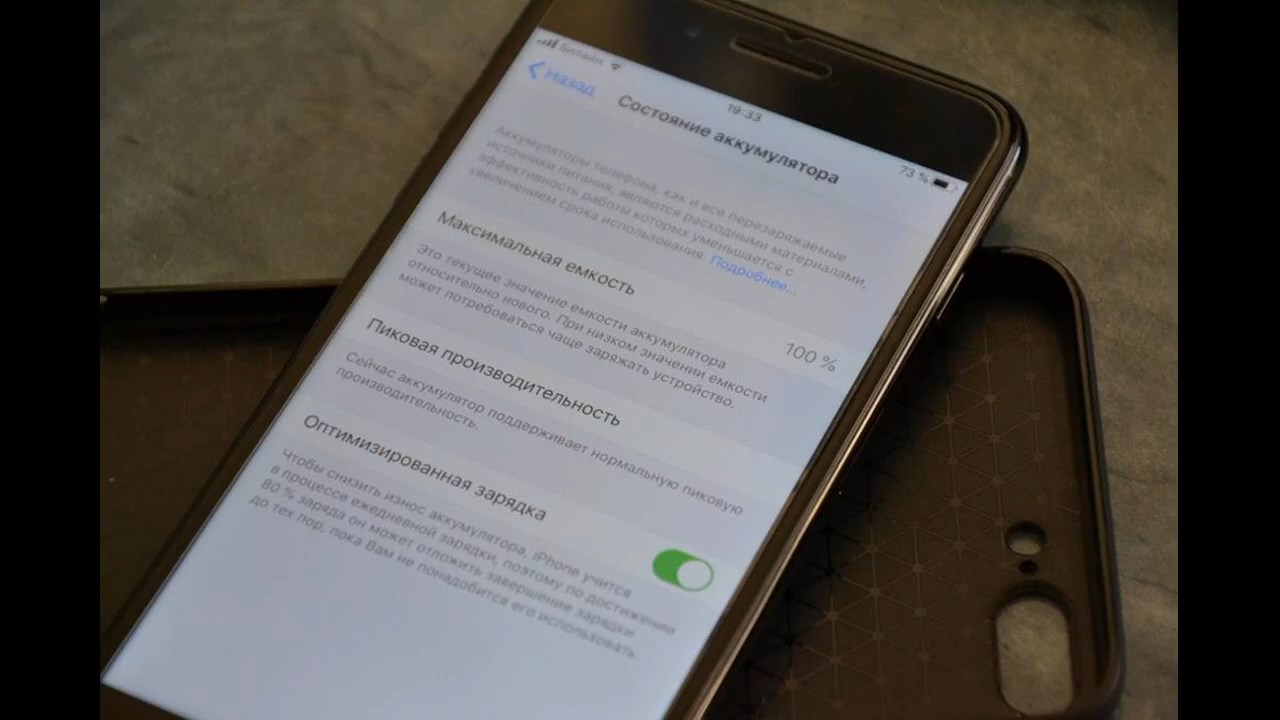 Билайн
19:33
73 %
Назад
Состояние аккумулятора
Аккумуляторы телефона, как и все перезаряжаемые
источники питания, являются расходными материалами,
эффективность работы которых уменьшается с
увеличением срока использования. Подробнее...
Максимальная емкость
100 %
Это текущее значение емкости аккумулятора
относительно нового. При низком значении емкости
может потребоваться чаще заряжать устройство.
Пиковая производительность
Сейчас аккумулятор поддерживает нормальную пиковую
производительность.
Оптимизированная зарядка
Чтобы снизить износ аккумулятора, iPhone учится
в процессе ежедневной зарядки, поэтому по достижении
80 % заряда он может отложить завершение зарядки
до тех пор, пока Вам не понадобится его использовать.